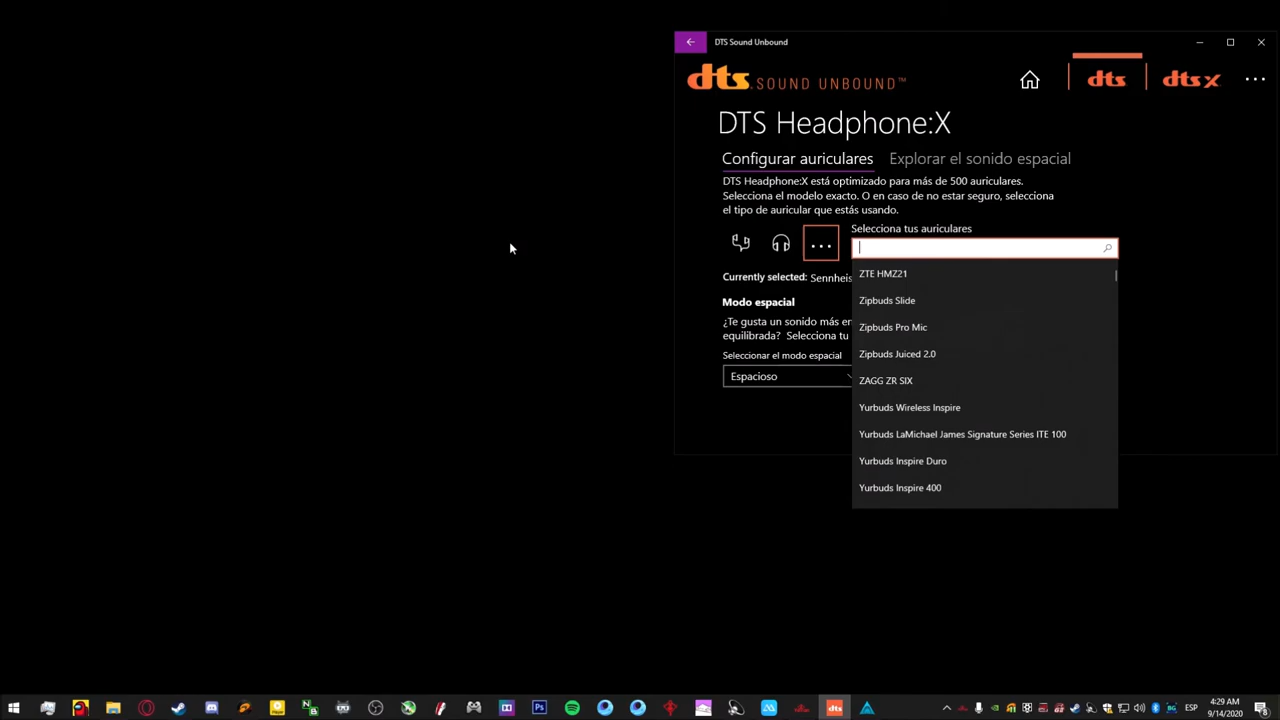 DTS Sound Unbound
dts SOUND UNBOUND™
dts
dts X
DTS Headphone:X
Configurar auriculares
Explorar el sonido espacial
DTS Headphone:X está optimizado para más de 500 auriculares.
Selecciona el modelo exacto. O en caso de no estar seguro, selecciona
el tipo de auricular que estás usando.
Selecciona tus auriculares
Currently selected: Sennheis
Modo espacial
¿Te gusta un sonido más en
equilibrada? Selecciona tu
Seleccionar el modo espacial
Espacioso
ZTE HMZ21
Zipbuds Slide
Zipbuds Pro Mic
Zipbuds Juiced 2.0
ZAGG ZR SIX
Yurbuds Wireless Inspire
Yurbuds LaMichael James Signature Series ITE 100
Yurbuds Inspire Duro
Yurbuds Inspire 400
Ps
dts
ESP
4:29 AM
9/14/2020